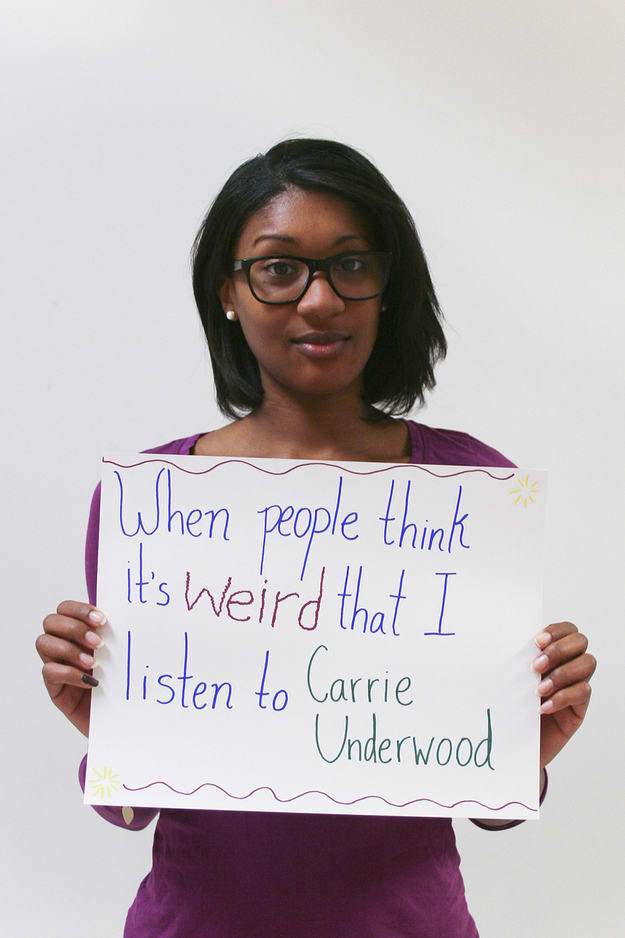 When people think
it's weird that I
listen to Carrie
Underwood